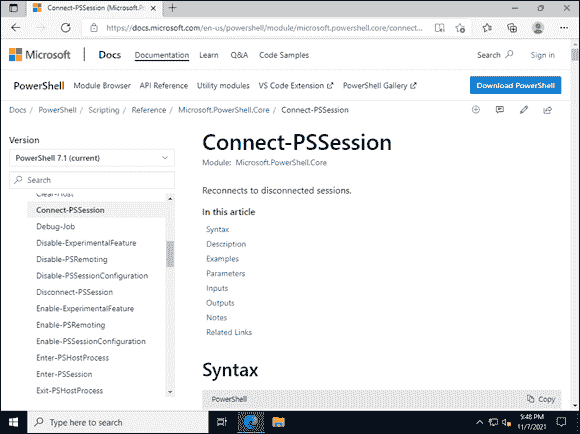 Connect-PSSession (Microsoft.Po
https://docs.microsoft.com/en-us/powershell/module/microsoft.powershell.core/connect...
Microsoft
Docs
Documentation
Learn
Q&A
Code Samples
Search
Sign in
PowerShell
Module Browser
API Reference
Utility modules
VS Code Extension
PowerShell Gallery
Download PowerShell
Docs / PowerShell / Scripting / Reference / Microsoft.PowerShell.Core / Connect-PSSession
Version
PowerShell 7.1 (current)
Search
Clear-Host
Connect-PSSession
Debug-Job
Disable-ExperimentalFeature
Disable-PSRemoting
Disable-PSSessionConfiguration
Disconnect-PSSession
Enable-ExperimentalFeature
Enable-PSRemoting
Enable-PSSessionConfiguration
Enter-PSHostProcess
Enter-PSSession
Exit-PSHostProcess
Connect-PSSession
Module: Microsoft.PowerShell.Core
Reconnects to disconnected sessions.
In this article
Syntax
Description
Examples
Parameters
Inputs
Outputs
Notes
Related Links
Syntax
PowerShell
Copy
Type here to search
5:48 PM
11/7/2021